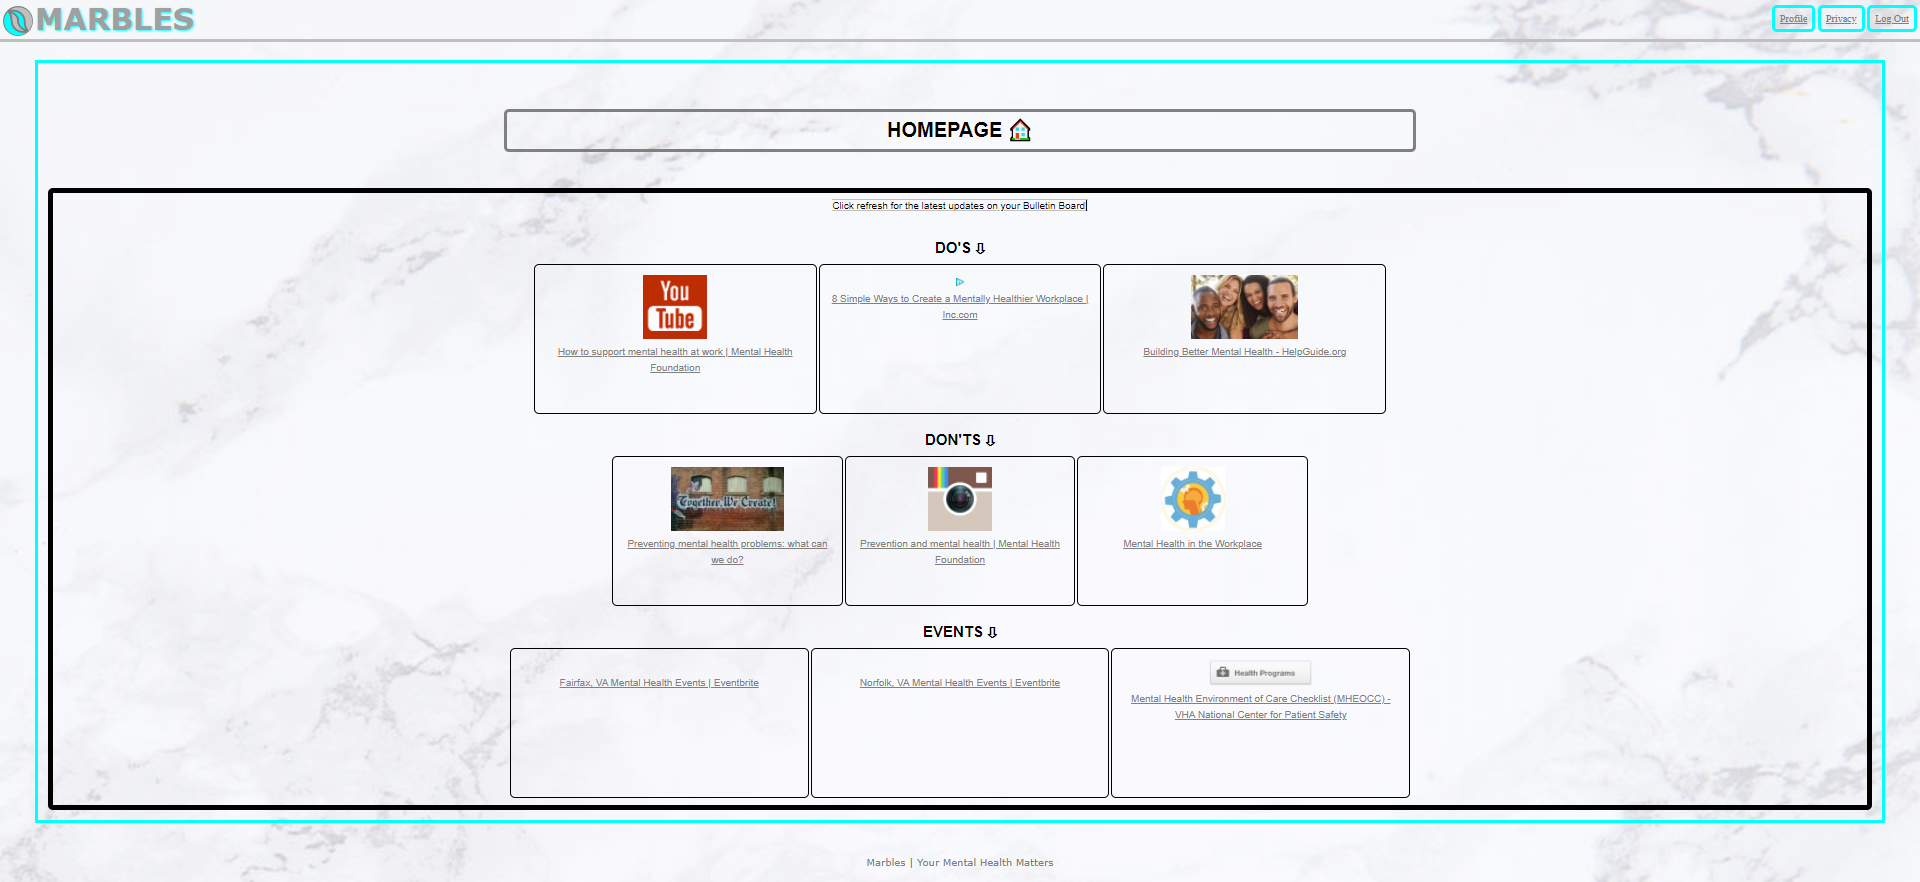 MARBLES
Profile Privacy Log Out
HOMEPAGE
Click refresh for the latest updates on your Bulletin Board
DO'S ⇩
You
Tube
How to support mental health at work | Mental Health
Foundation
8 Simple Ways to Create a Mentally Healthier Workplace |
Inc.com
Building Better Mental Health - HelpGuide.org
DON'TS ⇩
Together, We Create!
Preventing mental health problems: what can
we do?
Prevention and mental health | Mental Health
Foundation
Mental Health in the Workplace
EVENTS ⇩
Fairfax, VA Mental Health Events | Eventbrite
Norfolk, VA Mental Health Events | Eventbrite
Health Programs
Mental Health Environment of Care Checklist (MHEOCC) -
VHA National Center for Patient Safety
Marbles | Your Mental Health Matters